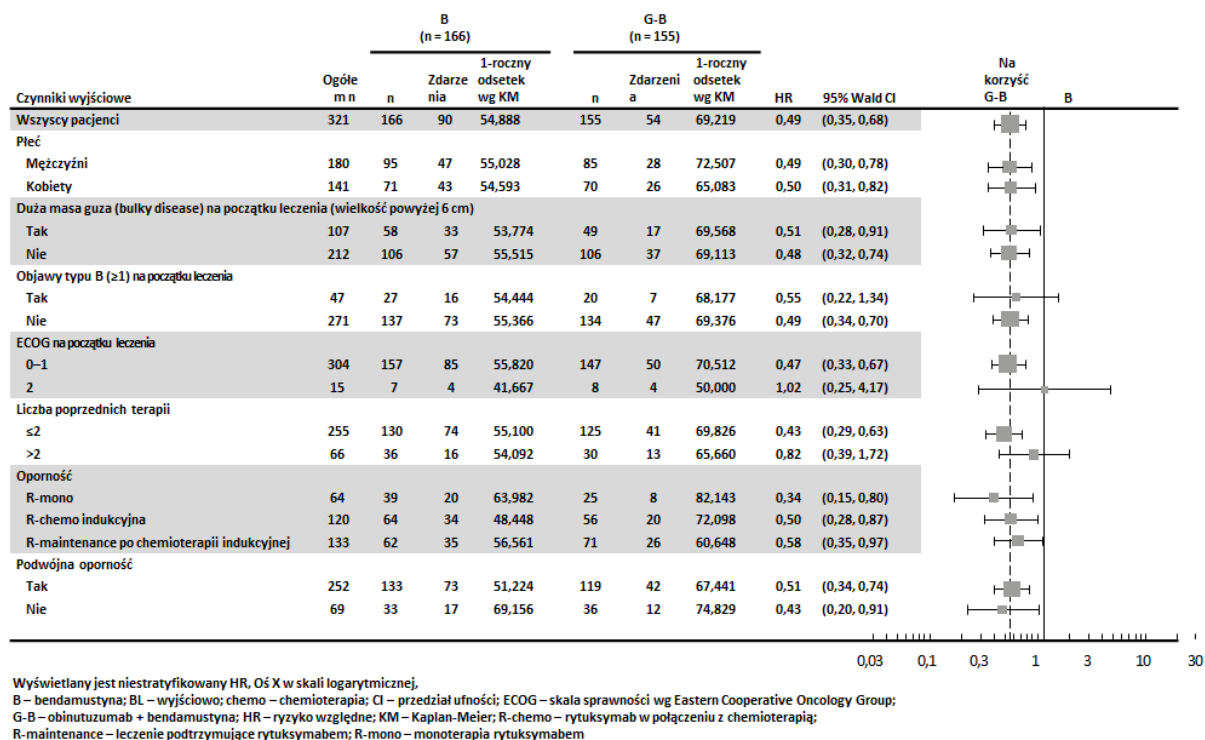 B G-B
(n = 166) (n = 155)
Czynniki wyjściowe Ogółem n n Zdarzenia 1-roczny odsetek wg KM n Zdarzenia 1-roczny odsetek wg KM HR 95% Wald CI Na korzyść G-B B
Wszyscy pacjenci 321 166 90 54,888 155 54 69,219 0,49 (0,35, 0,68)
Płeć
Mężczyźni 180 95 47 55,028 85 28 72,507 0,49 (0,30, 0,78)
Kobiety 141 71 43 54,593 70 26 65,083 0,50 (0,31, 0,82)
Duża masa guza (bulky disease) na początku leczenia (wielkość powyżej 6 cm)
Tak 107 58 33 53,774 49 17 69,568 0,51 (0,28, 0,91)
Nie 212 106 57 55,515 106 37 69,113 0,48 (0,32, 0,74)
Objawy typu B (≥1) na początku leczenia
Tak 47 27 16 54,444 20 7 68,177 0,55 (0,22, 1,34)
Nie 271 137 73 55,366 134 47 69,376 0,49 (0,34, 0,70)
ECOG na początku leczenia
0–1 304 157 85 55,820 147 50 70,512 0,47 (0,33, 0,67)
2 15 7 4 41,667 8 4 50,000 1,02 (0,25, 4,17)
Liczba poprzednich terapii
≤2 255 130 74 55,100 125 41 69,826 0,43 (0,29, 0,63)
>2 66 36 16 54,092 30 13 65,660 0,82 (0,39, 1,72)
Oporność
R-mono 64 39 20 63,982 25 8 82,143 0,34 (0,15, 0,80)
R-chemo indukcyjna 120 64 34 48,448 56 20 72,098 0,50 (0,28, 0,87)
R-maintenance po chemioterapii indukcyjnej 133 62 35 56,561 71 26 60,648 0,58 (0,35, 0,97)
Podwójna oporność
Tak 252 133 73 51,224 119 42 67,441 0,51 (0,34, 0,74)
Nie 69 33 17 69,156 36 12 74,829 0,43 (0,20, 0,91)
0,03 0,1 0,3 1 3 10 30
Wyświetlany jest niestratyfikowany HR, Oś X w skali logarytmicznej,
B – bendamustyna; BL – wyjściowo; chemo – chemioterapia; CI – przedział ufności; ECOG – skala sprawności wg Eastern Cooperative Oncology Group;
G-B – obinutuzumab + bendamustyna; HR – ryzyko względne; KM – Kaplan-Meier; R-chemo – rytuksymab w połączeniu z chemioterapią;
R-maintenance – leczenie podtrzymujące rytuksymabem; R-mono – monoterapia rytuksymabem